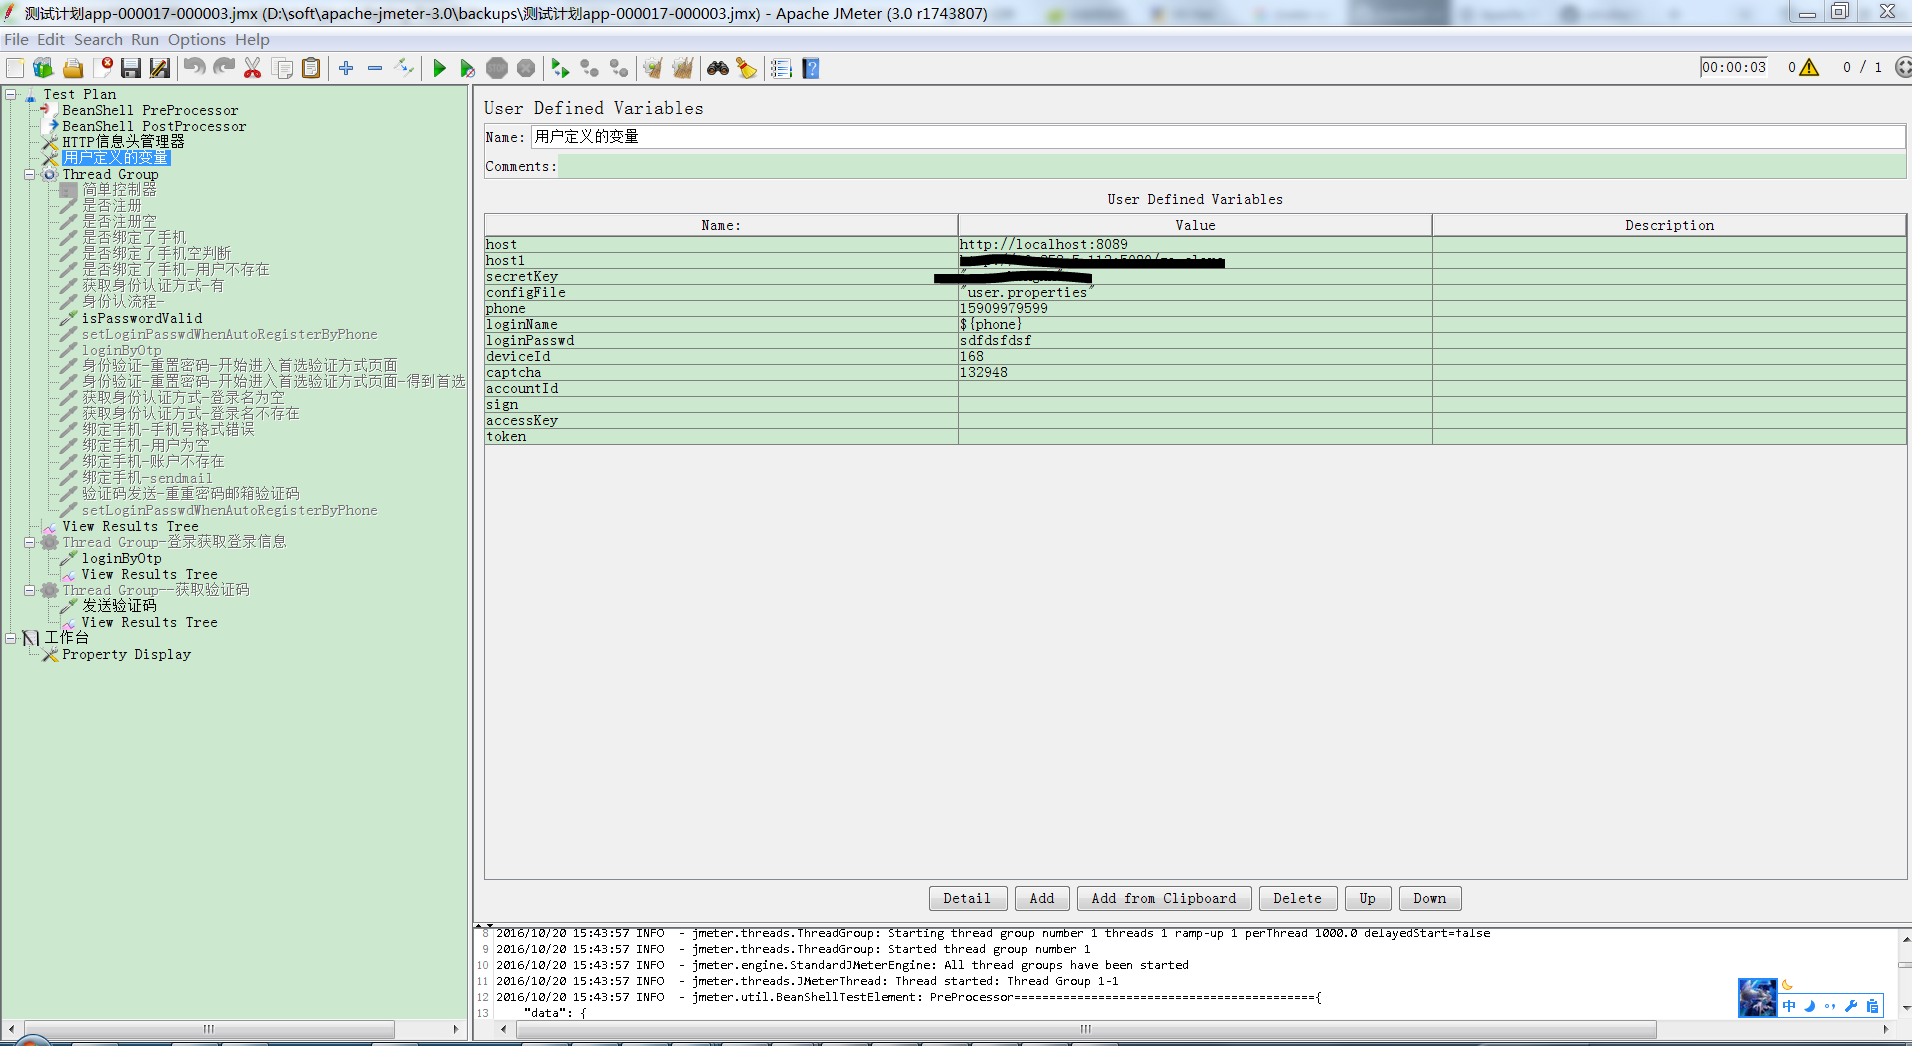 测试计划app-000017-000003.jmx (D:\soft\apache-jmeter-3.0\backups\测试计划app-000017-000003.jmx) - Apache JMeter (3.0 r1743807)
File Edit Search Run Options Help
00:00:03 0 0 / 1
Test Plan
BeanShell PreProcessor
BeanShell PostProcessor
HTTP信息头管理器
用户定义的变量
Thread Group
简单控制器
是否注册
是否注册空
是否绑定了手机
是否绑定了手机空判断
是否绑定了手机-用户不存在
获取身份认证方式-有
身份认流程-
isPasswordValid
setLoginPasswdWhenAutoRegisterByPhone
loginByOtp
身份验证-重置密码-开始进入首选验证方式页面
身份验证-重置密码-开始进入首选验证方式页面-得到首选
获取身份认证方式-登录名为空
获取身份认证方式-登录名不存在
绑定手机-手机号格式错误
绑定手机-用户为空
绑定手机-账户不存在
绑定手机-sendmail
验证码发送-重重密码邮箱验证码
setLoginPasswdWhenAutoRegisterByPhone
View Results Tree
Thread Group-登录获取登录信息
loginByOtp
View Results Tree
Thread Group--获取验证码
发送验证码
View Results Tree
工作台
Property Display
User Defined Variables
Name: 用户定义的变量
Comments:
User Defined Variables
Name: Value Description
host http://localhost:8089
host1
secretKey
configFile "user.properties"
phone 15909979599
loginName ${phone}
loginPasswd sdfdsfdsf
deviceId 168
captcha 132948
accountId
sign
accessKey
token
Detail Add Add from Clipboard Delete Up Down
8 2016/10/20 15:43:57 INFO - jmeter.threads.ThreadGroup: Starting thread group number 1 threads 1 ramp-up 1 perThread 1000.0 delayedStart=false
9 2016/10/20 15:43:57 INFO - jmeter.threads.ThreadGroup: Started thread group number 1
10 2016/10/20 15:43:57 INFO - jmeter.engine.StandardJMeterEngine: All thread groups have been started
11 2016/10/20 15:43:57 INFO - jmeter.threads.JMeterThread: Thread started: Thread Group 1-1
12 2016/10/20 15:43:57 INFO - jmeter.util.BeanShellTestElement: PreProcessor==========================================={
13 "data": {
中